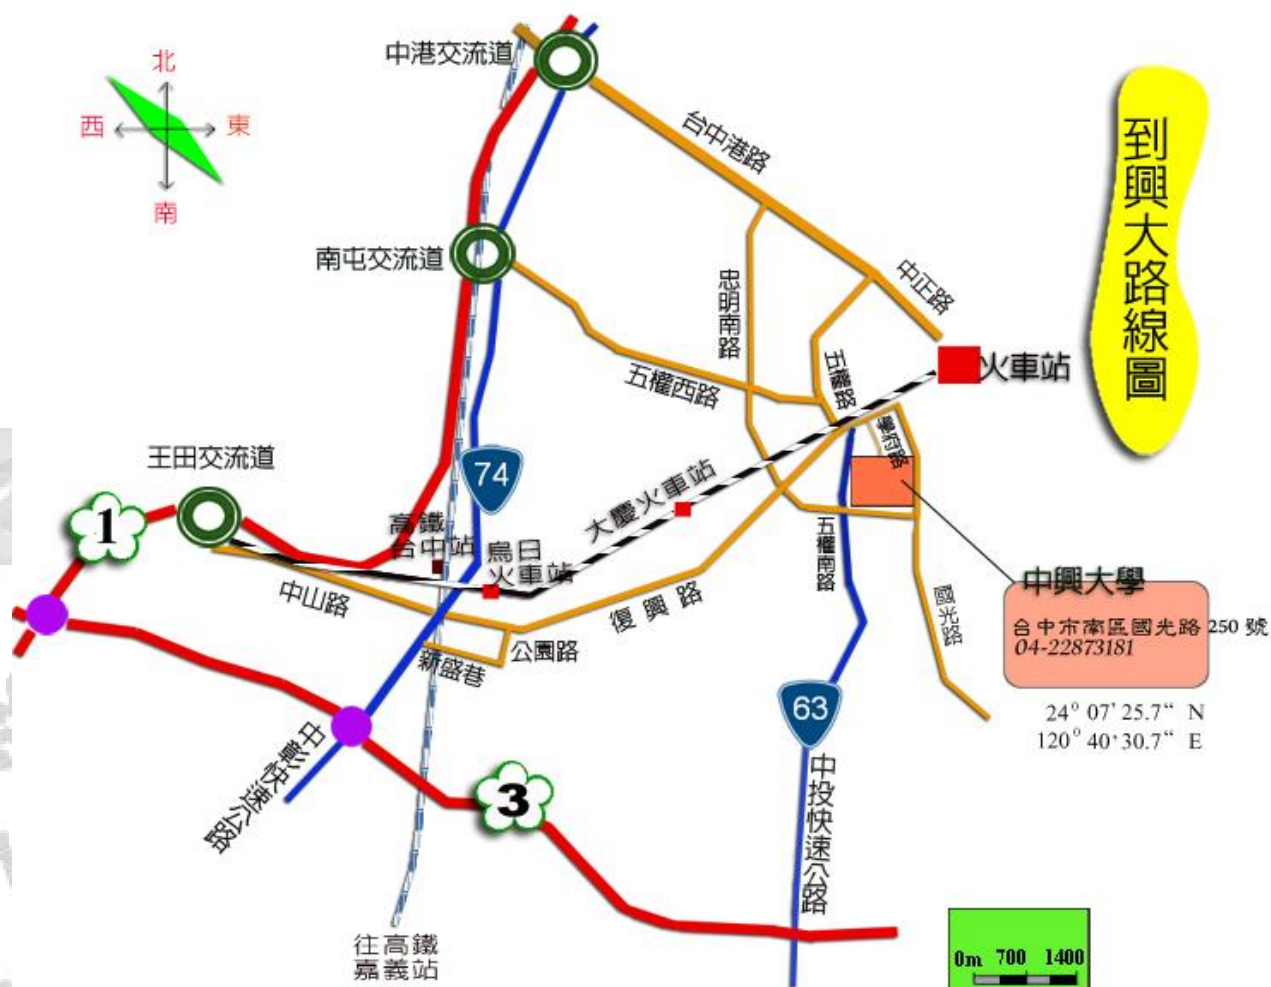 中港交流道
北
西
東
南
台中港路
到興大路線圖
南屯交流道
忠明南路
中正路
火車站
五權路
五權西路
學府路
王田交流道
74
大慶火車站
1
高鐵
台中站
烏日
火車站
五權南路
中山路
復興路
國光路
中興大學
台中市南區國光路 250 號
04-22873181
公園路
新盛巷
24° 07' 25.7" N
120° 40' 30.7" E
63
中彰快速公路
3
中投快速公路
往高鐵
嘉義站
0m 700 1400